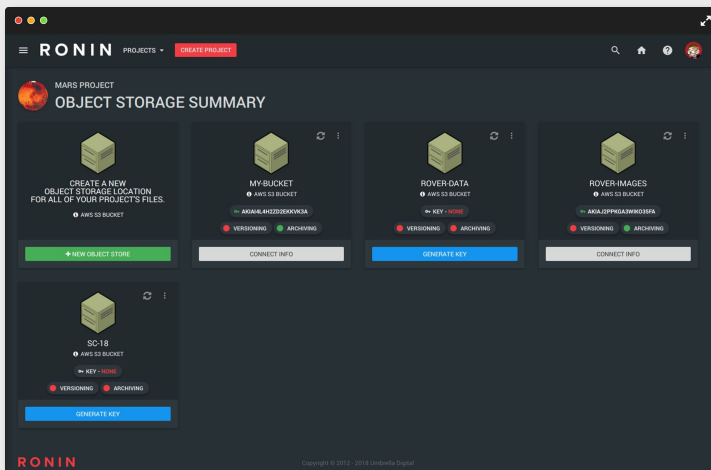 RONIN
PROJECTS
CREATE PROJECT
MARS PROJECT
OBJECT STORAGE SUMMARY
CREATE A NEW
OBJECT STORAGE LOCATION
FOR ALL OF YOUR PROJECT'S FILES.
AWS S3 BUCKET
+ NEW OBJECT STORE
MY-BUCKET
AWS S3 BUCKET
AKIAI4L4H2ZD2EKKVK3A
VERSIONING ARCHIVING
CONNECT INFO
ROVER-DATA
AWS S3 BUCKET
KEY - NONE
VERSIONING ARCHIVING
GENERATE KEY
ROVER-IMAGES
AWS S3 BUCKET
AKIAJ2PPKGA3WIKO35FA
VERSIONING ARCHIVING
CONNECT INFO
SC-18
AWS S3 BUCKET
KEY - NONE
VERSIONING ARCHIVING
GENERATE KEY
RONIN
Copyright © 2012 - 2018 Umbrella Digital